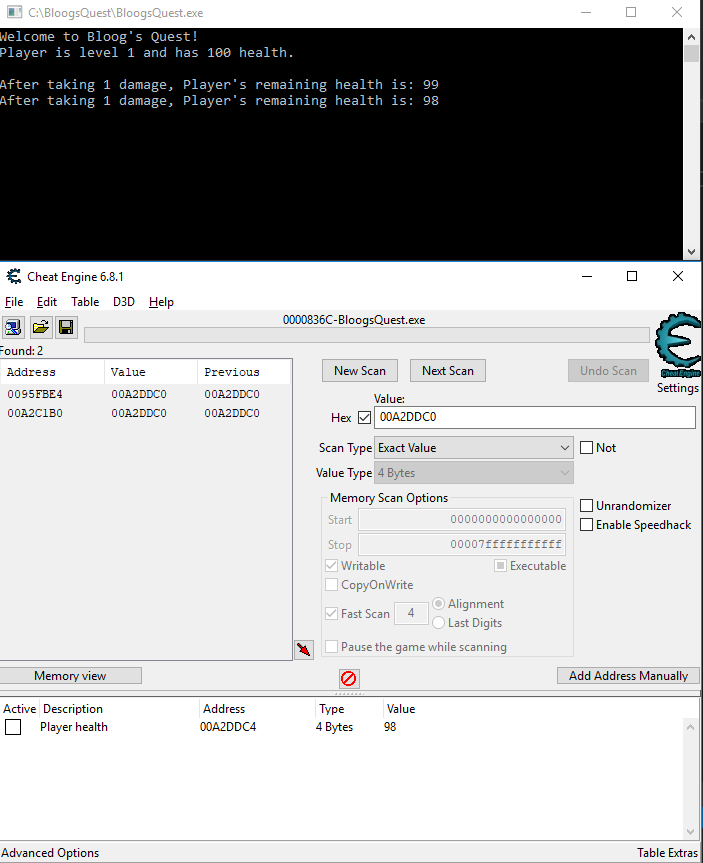 C:\BloogsQuest\BloogsQuest.exe
Welcome to Bloog's Quest!
Player is level 1 and has 100 health.
After taking 1 damage, Player's remaining health is: 99
After taking 1 damage, Player's remaining health is: 98
Cheat Engine 6.8.1
File Edit Table D3D Help
0000836C-BloogsQuest.exe
Found: 2
Address Value Previous
0095FBE4 00A2DDC0 00A2DDC0
00A2C1B0 00A2DDC0 00A2DDC0
New Scan Next Scan Undo Scan
Cheat Engine
Settings
Value:
Hex 00A2DDC0
Scan Type Exact Value Not
Value Type 4 Bytes
Memory Scan Options
Start 0000000000000000
Stop 00007fffffffffff
Writable Executable
CopyOnWrite
Fast Scan 4 Alignment
Last Digits
Pause the game while scanning
Unrandomizer
Enable Speedhack
Memory view Add Address Manually
Active Description Address Type Value
Player health 00A2DDC4 4 Bytes 98
Advanced Options Table Extras